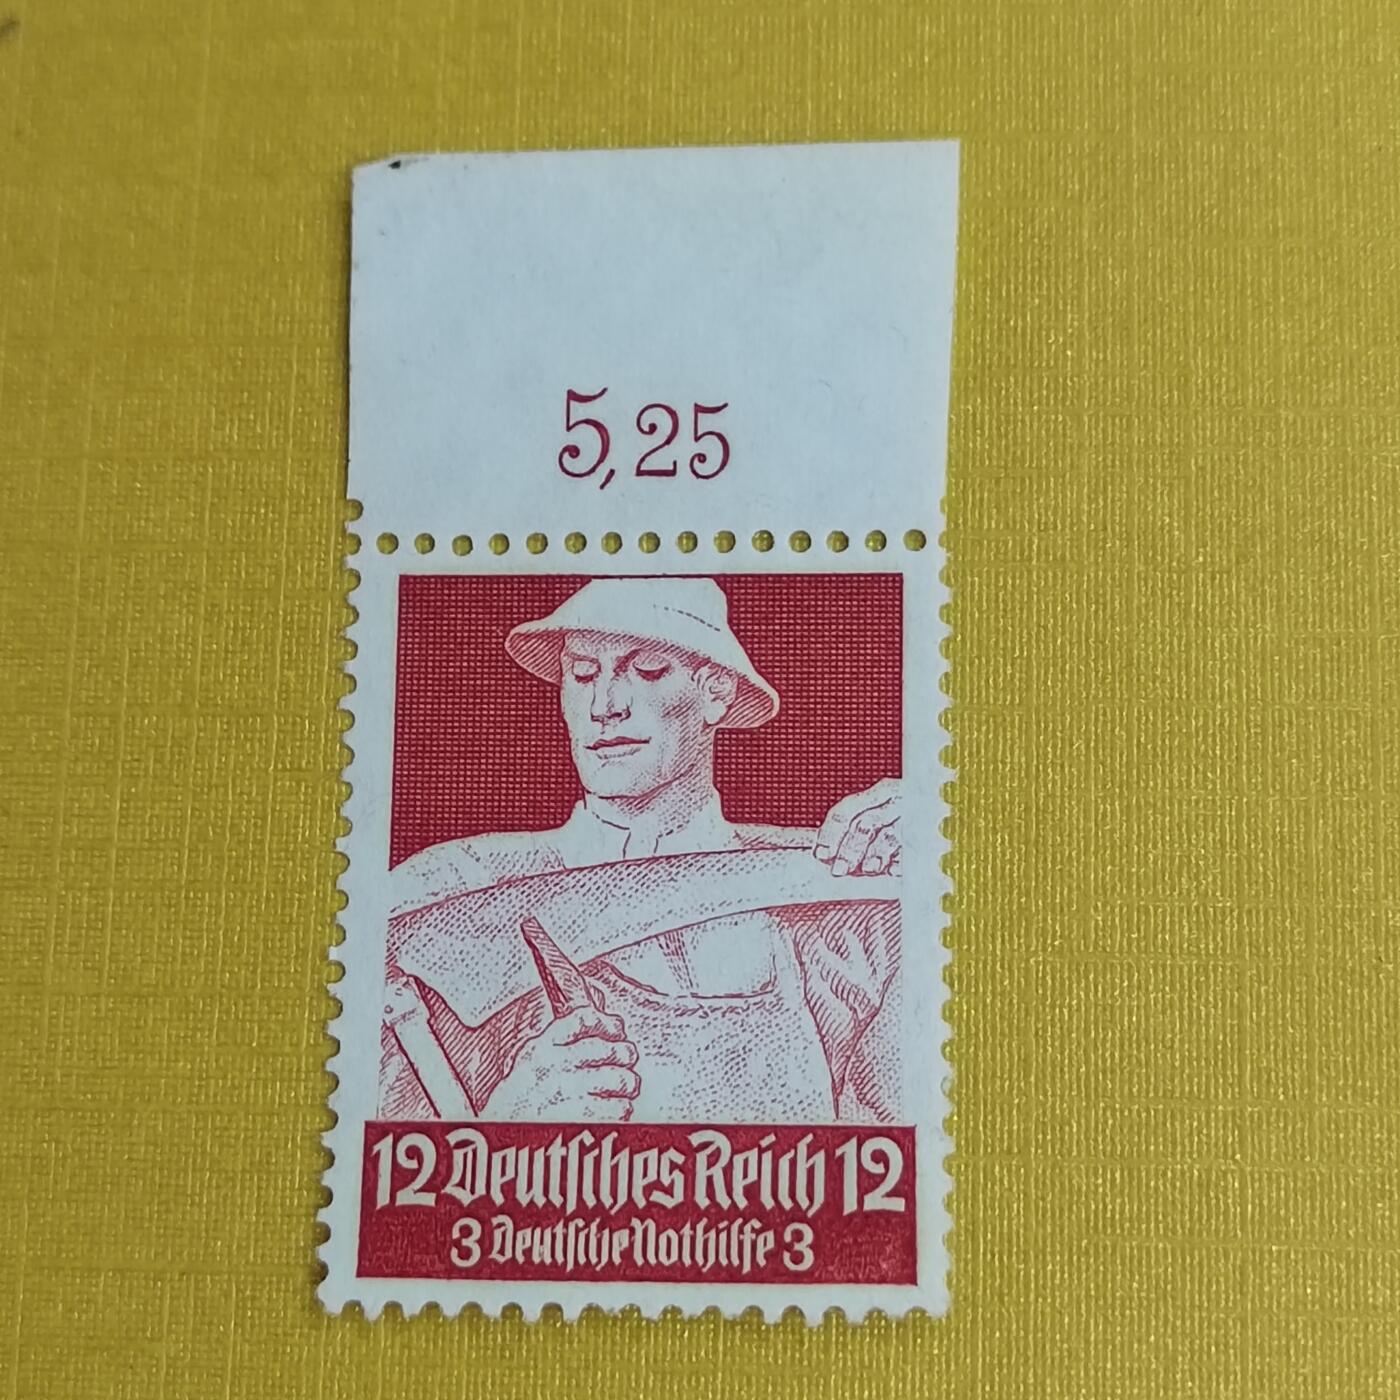 5,25
12 Deutſches Reich 12
3 Deutſche Nothilfe 3